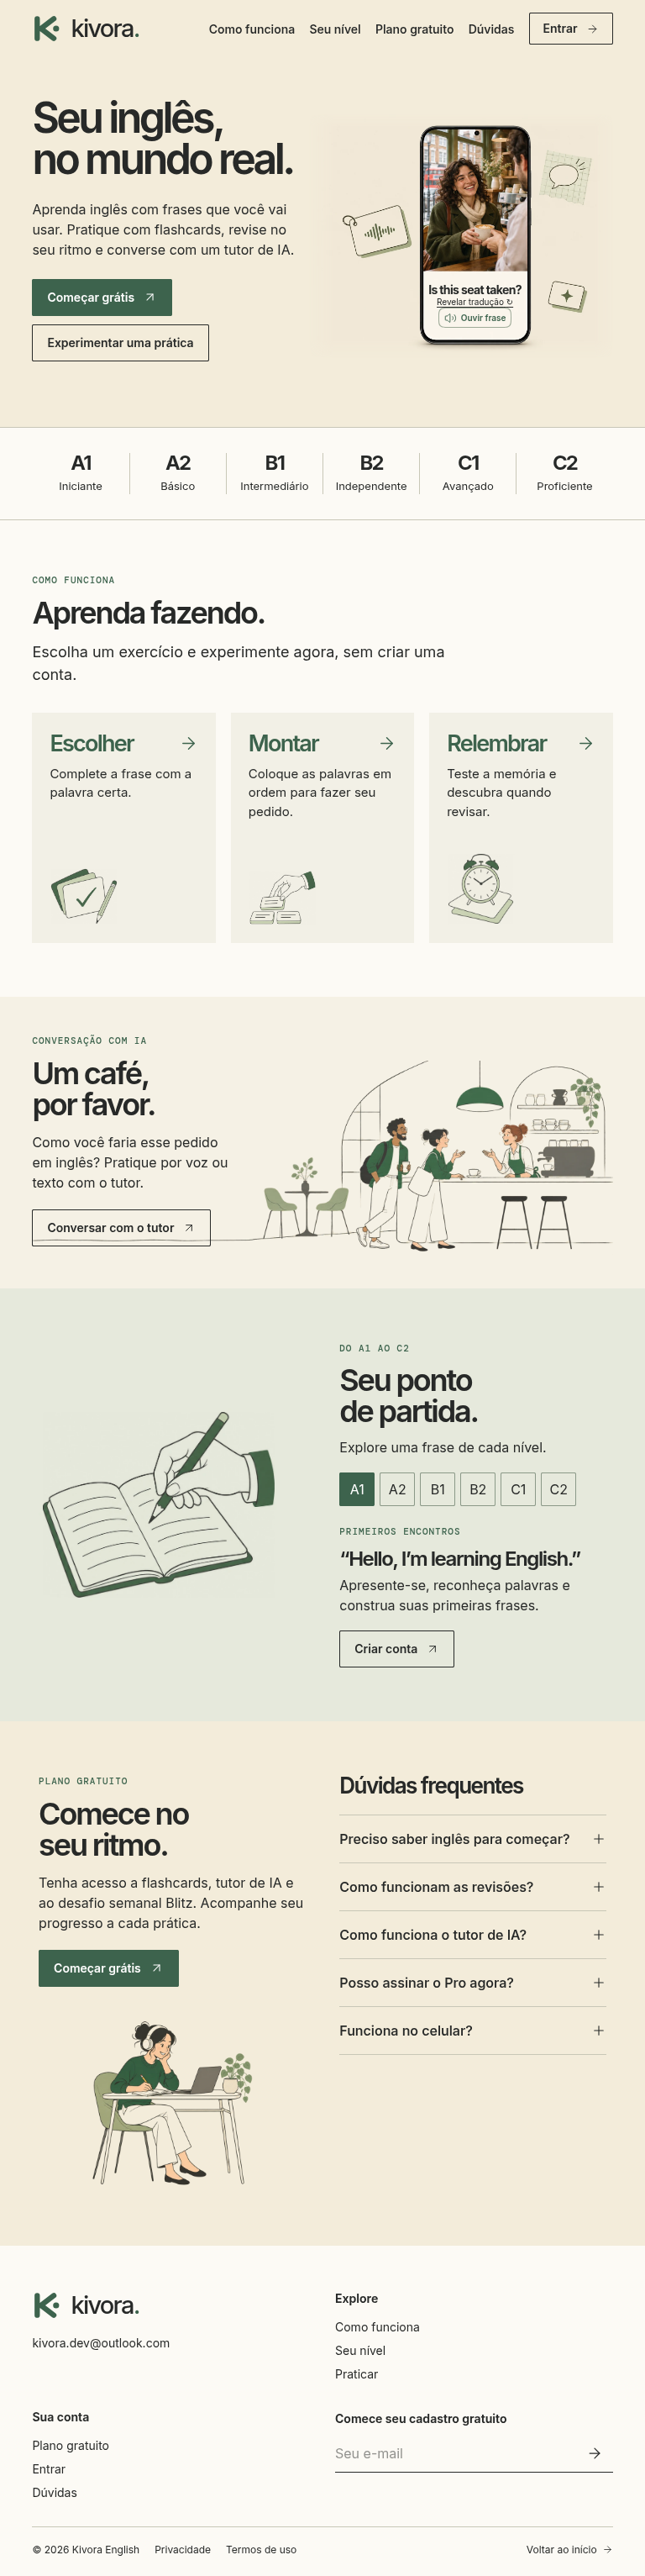 kivora.
Como funciona
Seu nível
Plano gratuito
Dúvidas
Entrar
Seu inglês,
no mundo real.
Aprenda inglês com frases que você vai
usar. Pratique com flashcards, revise no
seu ritmo e converse com um tutor de IA.
Começar grátis
Experimentar uma prática
Is this seat taken?
Revelar tradução ↻
Ouvir frase
A1
Iniciante
A2
Básico
B1
Intermediário
B2
Independente
C1
Avançado
C2
Proficiente
COMO FUNCIONA
Aprenda fazendo.
Escolha um exercício e experimente agora, sem criar uma
conta.
Escolher
Complete a frase com a
palavra certa.
Montar
Coloque as palavras em
ordem para fazer seu
pedido.
Relembrar
Teste a memória e
descubra quando
revisar.
CONVERSAÇÃO COM IA
Um café,
por favor.
Como você faria esse pedido
em inglês? Pratique por voz ou
texto com o tutor.
Conversar com o tutor
DO A1 AO C2
Seu ponto
de partida.
Explore uma frase de cada nível.
A1 A2 B1 B2 C1 C2
PRIMEIROS ENCONTROS
“Hello, I’m learning English.”
Apresente-se, reconheça palavras e
construa suas primeiras frases.
Criar conta
PLANO GRATUITO
Comece no
seu ritmo.
Tenha acesso a flashcards, tutor de IA e
ao desafio semanal Blitz. Acompanhe seu
progresso a cada prática.
Começar grátis
Dúvidas frequentes
Preciso saber inglês para começar?
Como funcionam as revisões?
Como funciona o tutor de IA?
Posso assinar o Pro agora?
Funciona no celular?
kivora.
kivora.dev@outlook.com
Explore
Como funciona
Seu nível
Praticar
Sua conta
Plano gratuito
Entrar
Dúvidas
Comece seu cadastro gratuito
Seu e-mail
© 2026 Kivora English
Privacidade
Termos de uso
Voltar ao início